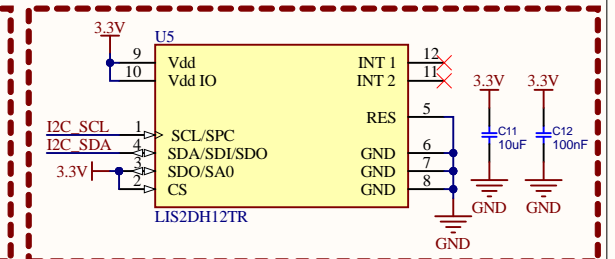 3.3V
U5
9 Vdd
10 Vdd IO
INT 1 12
INT 2 11
RES 5
I2C_SCL 1 SCL/SPC
I2C_SDA 4 SDA/SDI/SDO
3.3V 3 SDO/SA0
2 CS
GND 6
GND 7
GND 8
LIS2DH12TR
GND
3.3V
C11
10uF
GND
3.3V
C12
100nF
GND